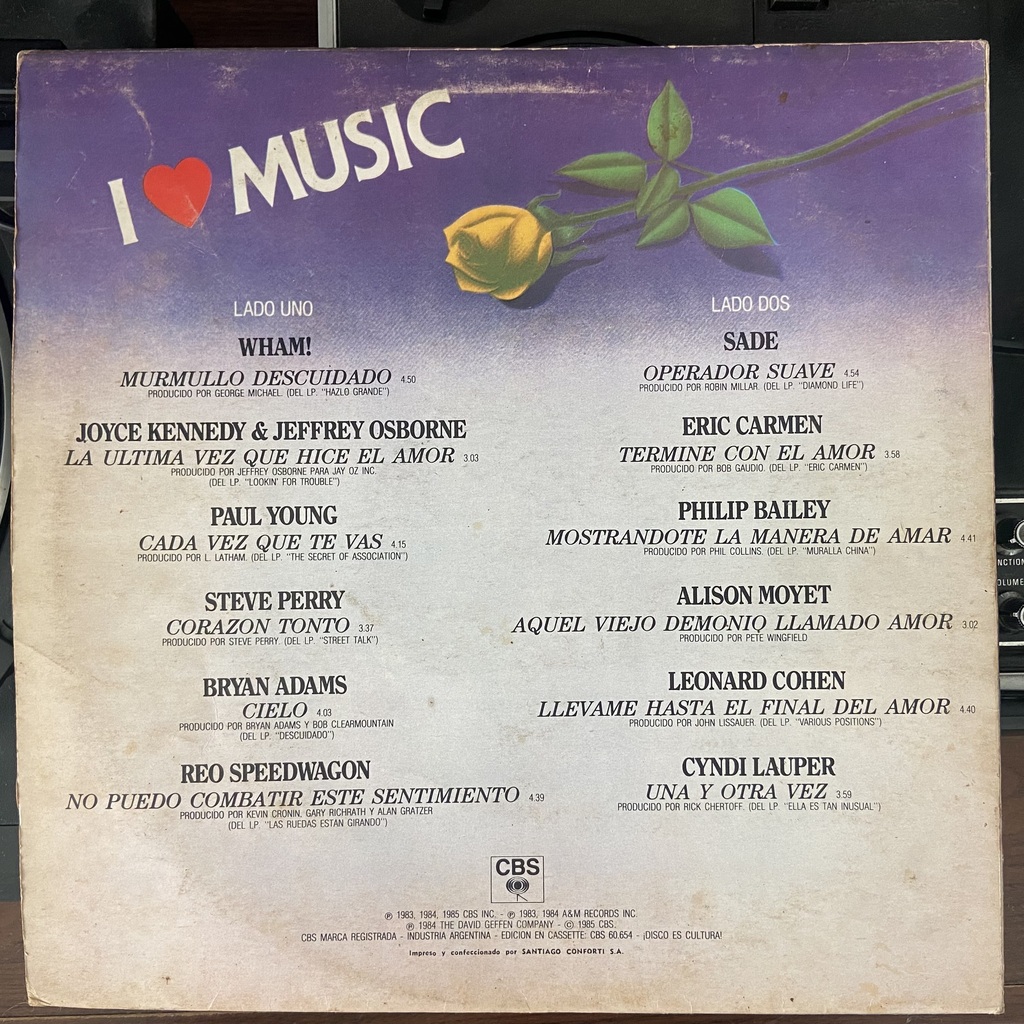 I ❤ MUSIC
LADO UNO
WHAM!
MURMULLO DESCUIDADO 4.50
PRODUCIDO POR GEORGE MICHAEL. (DEL LP. "HAZLO GRANDE")
JOYCE KENNEDY & JEFFREY OSBORNE
LA ULTIMA VEZ QUE HICE EL AMOR 3.03
PRODUCIDO POR JEFFREY OSBORNE PARA JAY OZ INC.
(DEL LP. "LOOKIN' FOR TROUBLE")
PAUL YOUNG
CADA VEZ QUE TE VAS 4.15
PRODUCIDO POR L. LATHAM. (DEL LP. "THE SECRET OF ASSOCIATION")
STEVE PERRY
CORAZON TONTO 3.37
PRODUCIDO POR STEVE PERRY. (DEL LP. "STREET TALK")
BRYAN ADAMS
CIELO 4.03
PRODUCIDO POR BRYAN ADAMS Y BOB CLEARMOUNTAIN
(DEL LP. "DESCUIDADO")
REO SPEEDWAGON
NO PUEDO COMBATIR ESTE SENTIMIENTO 4.39
PRODUCIDO POR KEVIN CRONIN, GARY RICHRATH Y ALAN GRATZER
(DEL LP. "LAS RUEDAS ESTAN GIRANDO")
LADO DOS
SADE
OPERADOR SUAVE 4.54
PRODUCIDO POR ROBIN MILLAR. (DEL LP. "DIAMOND LIFE")
ERIC CARMEN
TERMINE CON EL AMOR 3.58
PRODUCIDO POR BOB GAUDIO. (DEL LP. "ERIC CARMEN")
PHILIP BAILEY
MOSTRANDOTE LA MANERA DE AMAR 4.41
PRODUCIDO POR PHIL COLLINS. (DEL LP. "MURALLA CHINA")
ALISON MOYET
AQUEL VIEJO DEMONIO LLAMADO AMOR 3.02
PRODUCIDO POR PETE WINGFIELD
LEONARD COHEN
LLEVAME HASTA EL FINAL DEL AMOR 4.40
PRODUCIDO POR JOHN LISSAUER. (DEL LP. "VARIOUS POSITIONS")
CYNDI LAUPER
UNA Y OTRA VEZ 3.59
PRODUCIDO POR RICK CHERTOFF. (DEL LP. "ELLA ES TAN INUSUAL")
CBS
℗ 1983, 1984, 1985 CBS INC. - ℗ 1983, 1984 A&M RECORDS INC.
℗ 1984 THE DAVID GEFFEN COMPANY - © 1985 CBS.
CBS MARCA REGISTRADA - INDUSTRIA ARGENTINA - EDICION EN CASSETTE: CBS 60.654 - ¡DISCO ES CULTURA!
Impreso y confeccionado por SANTIAGO CONFORTI S.A.